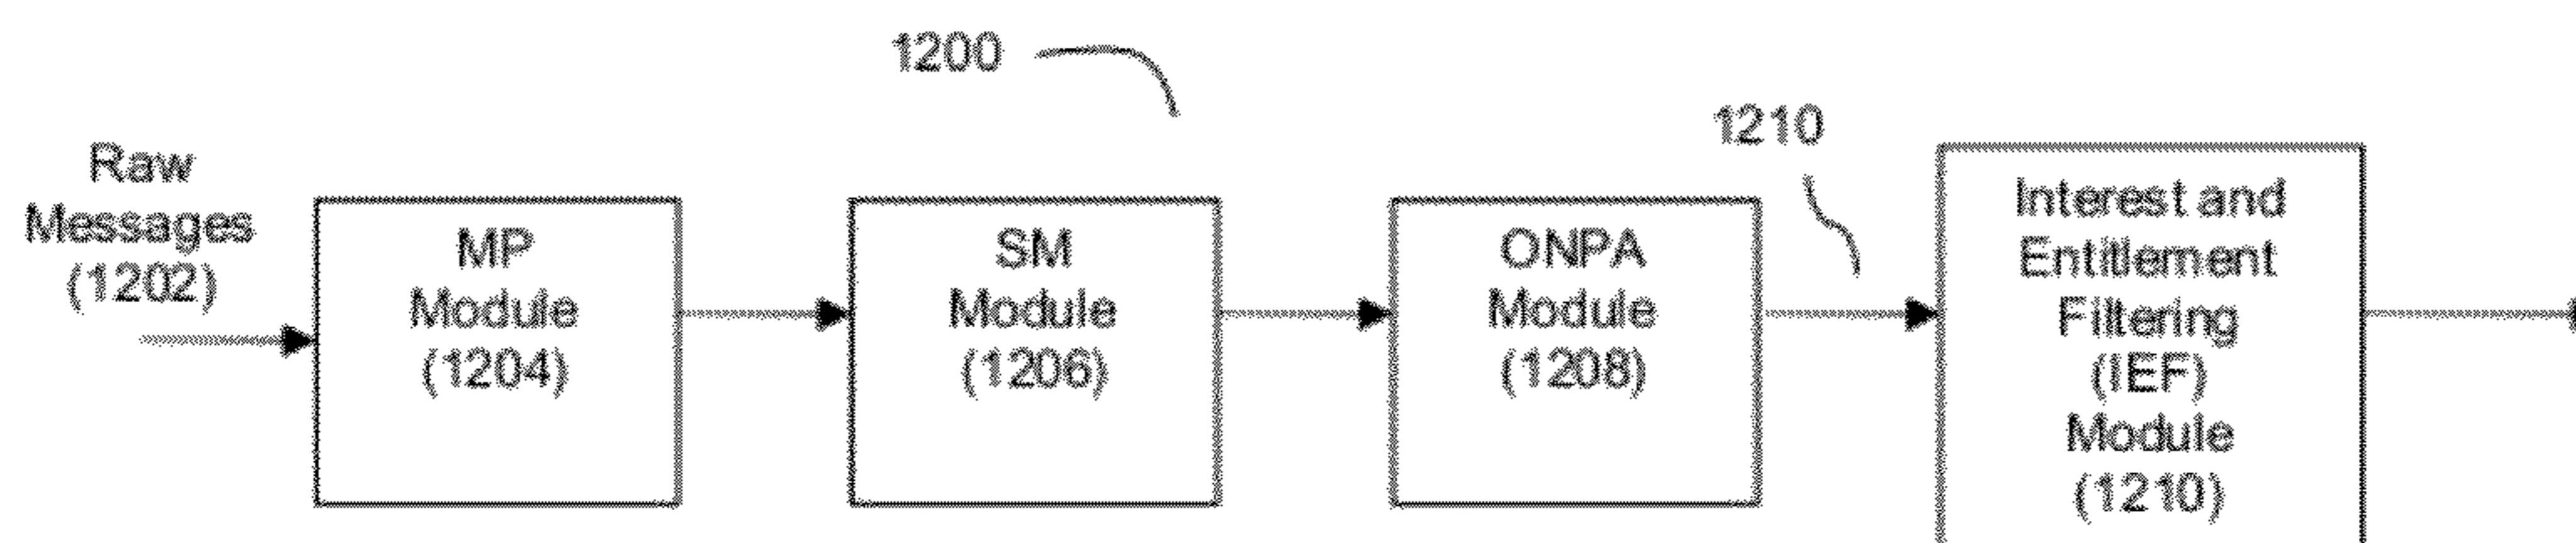 1200
1210
Raw
Messages
(1202)
MP
Module
(1204)
SM
Module
(1206)
ONPA
Module
(1208)
Interest and
Entitlement
Filtering
(IEF)
Module
(1210)